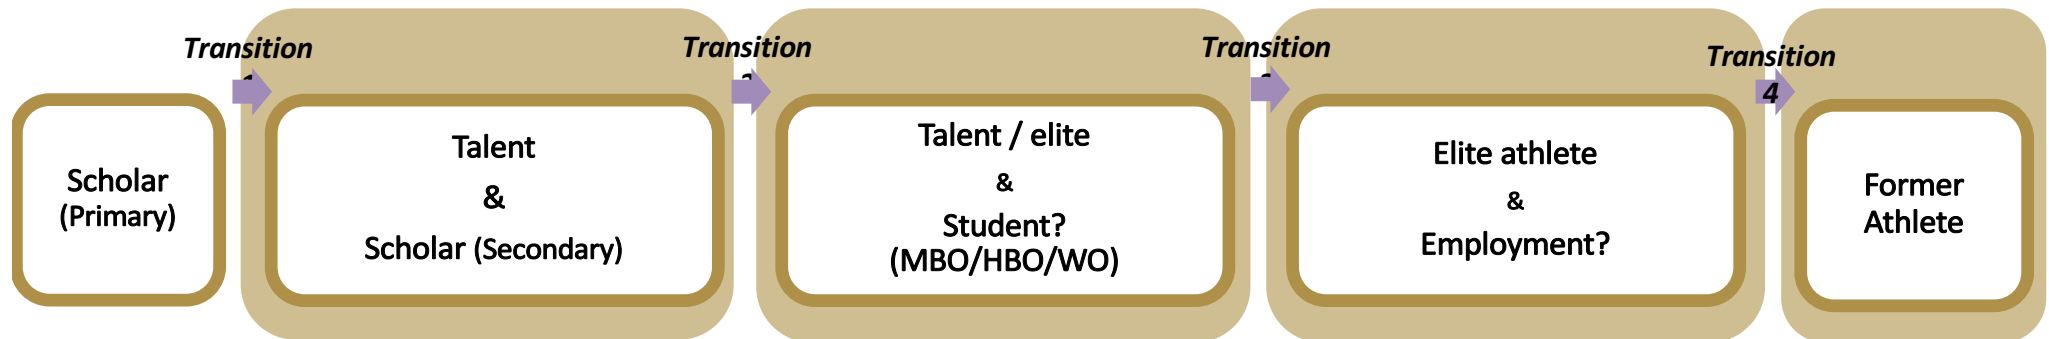 Transition
Transition
Transition
Transition
4
Scholar
(Primary)
Talent
&
Scholar (Secondary)
Talent / elite
&
Student?
(MBO/HBO/WO)
Elite athlete
&
Employment?
Former
Athlete